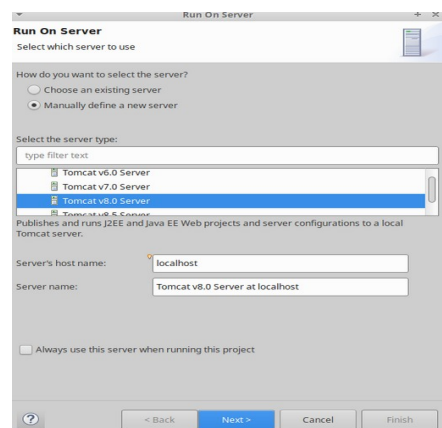 Run On Server
Run On Server
Select which server to use
How do you want to select the server?
Choose an existing server
Manually define a new server
Select the server type:
type filter text
Tomcat v6.0 Server
Tomcat v7.0 Server
Tomcat v8.0 Server
Tomcat v8.5 Server
Publishes and runs J2EE and Java EE Web projects and server configurations to a local
Tomcat server.
Server's host name: localhost
Server name: Tomcat v8.0 Server at localhost
Always use this server when running this project
? < Back Next > Cancel Finish